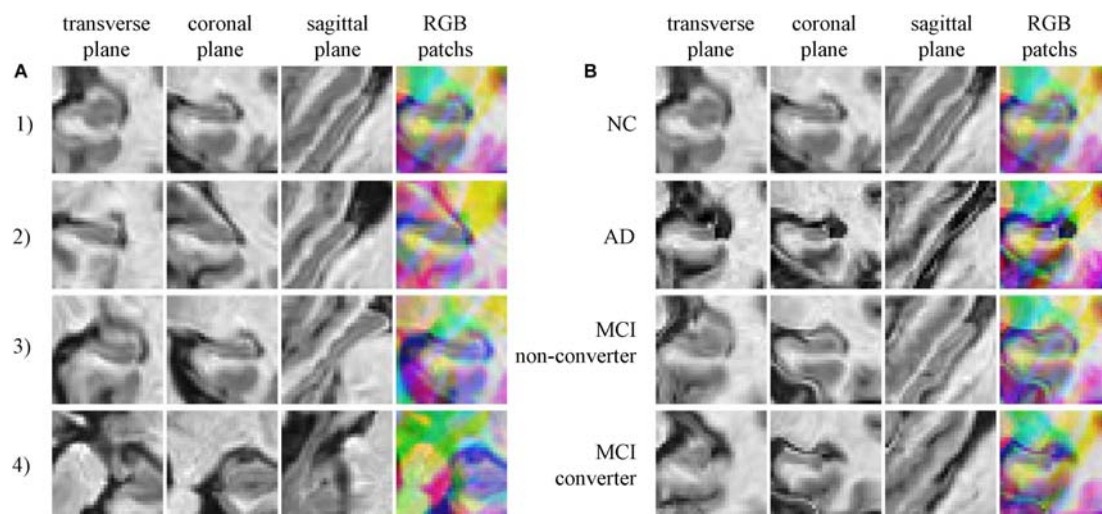 transverse plane
coronal plane
sagittal plane
RGB patchs
A
1)
2)
3)
4)
transverse plane
coronal plane
sagittal plane
RGB patchs
B
NC
AD
MCI
non-converter
MCI
converter